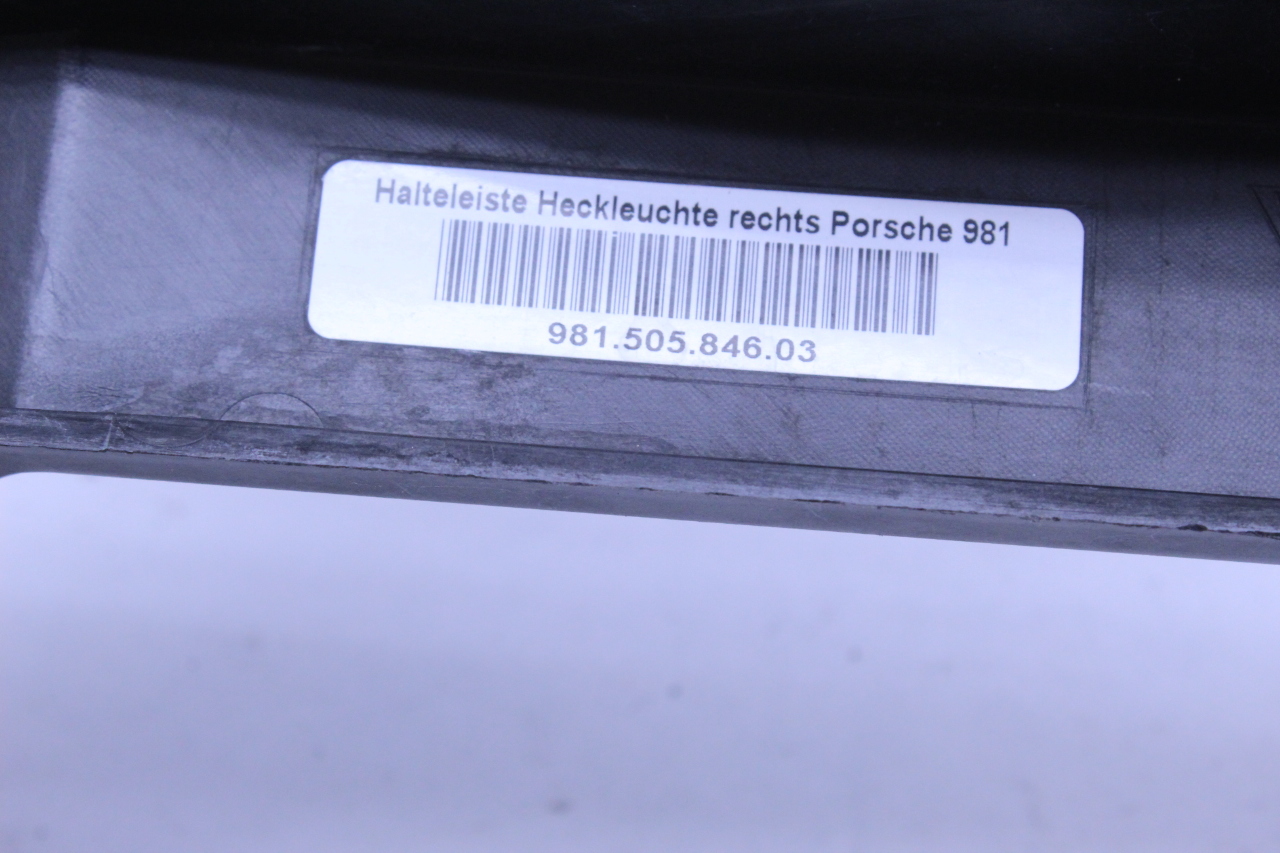 Halteleiste Heckleuchte rechts Porsche 981
981.505.846.03